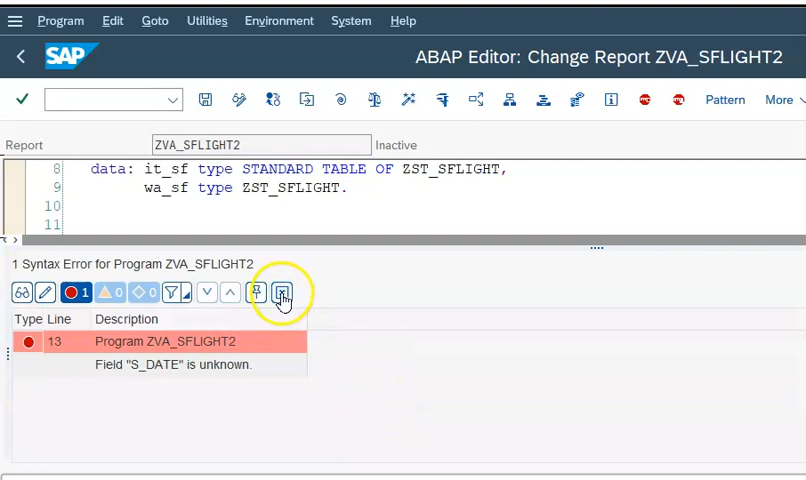 Program Edit Goto Utilities Environment System Help
SAP ABAP Editor: Change Report ZVA_SFLIGHT2
Pattern More
Report ZVA_SFLIGHT2 Inactive
8 data: it_sf type STANDARD TABLE OF ZST_SFLIGHT,
9 wa_sf type ZST_SFLIGHT.
10
11
1 Syntax Error for Program ZVA_SFLIGHT2
1 0 0
Type Line Description
13 Program ZVA_SFLIGHT2
Field "S_DATE" is unknown.